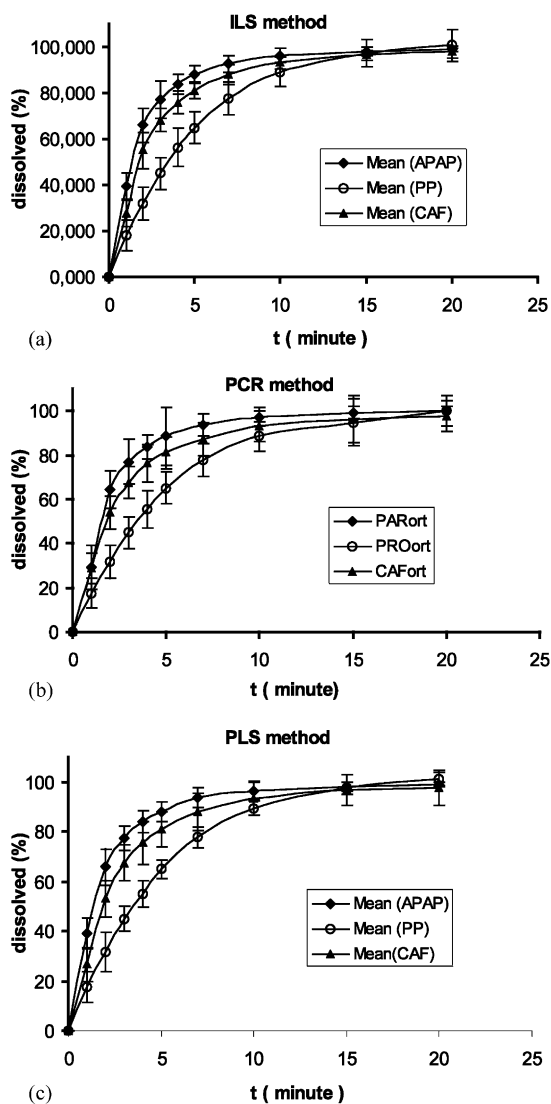 ILS method
dissolved (%)
100,000
80,000
60,000
40,000
20,000
0,000
Mean (APAP)
Mean (PP)
Mean (CAF)
0 5 10 15 20 25
t ( minute )
(a)
PCR method
dissolved (%)
100
80
60
40
20
0
PARort
PROort
CAFort
0 5 10 15 20 25
t ( minute)
(b)
PLS method
dissolved (%)
100
80
60
40
20
0
Mean (APAP)
Mean (PP)
Mean(CAF)
0 5 10 15 20 25
t ( minute )
(c)